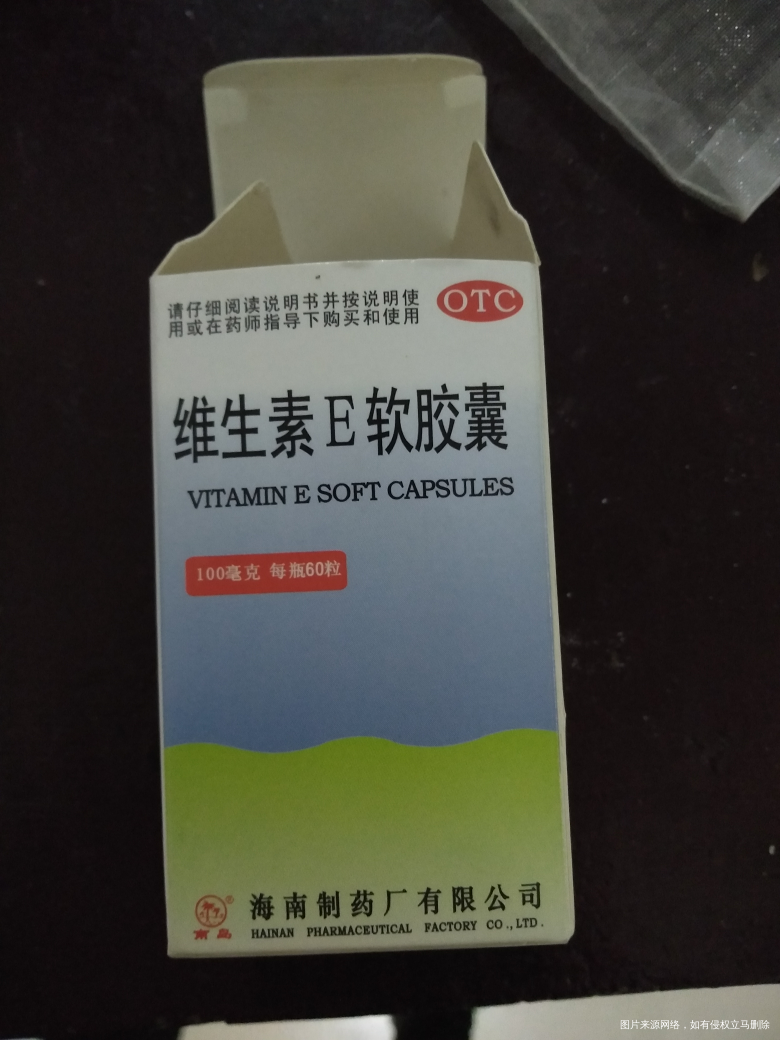 请仔细阅读说明书并按说明使
用或在药师指导下购买和使用
OTC
维生素E软胶囊
VITAMIN E SOFT CAPSULES
100毫克 每瓶60粒
®
南岛
海南制药厂有限公司
HAINAN PHARMACEUTICAL FACTORY CO.,LTD.
图片来源网络，如有侵权立马删除